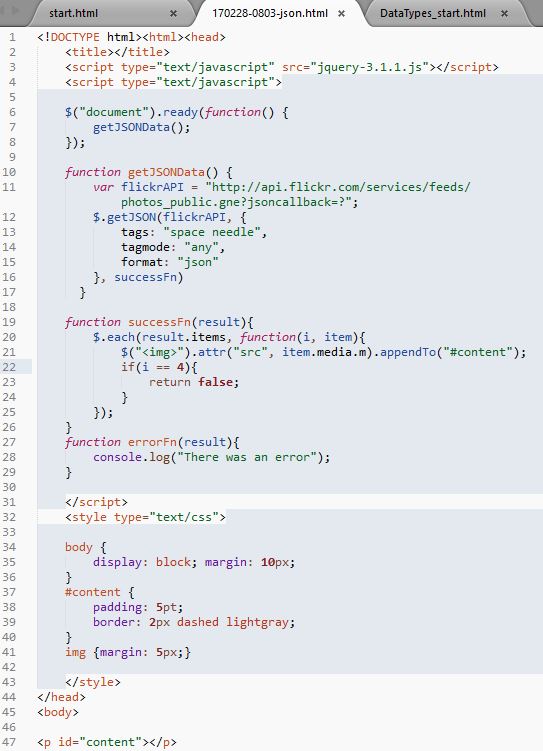 start.html × 170228-0803-json.html × DataTypes_start.html ×
1 <!DOCTYPE html><html><head>
2 <title></title>
3 <script type="text/javascript" src="jquery-3.1.1.js"></script>
4 <script type="text/javascript">
5
6 $("document").ready(function() {
7 getJSONData();
8 });
9
10 function getJSONData() {
11 var flickrAPI = "http://api.flickr.com/services/feeds/
photos_public.gne?jsoncallback=?";
12 $.getJSON(flickrAPI, {
13 tags: "space needle",
14 tagmode: "any",
15 format: "json"
16 }, successFn)
17 }
18
19 function successFn(result){
20 $.each(result.items, function(i, item){
21 $("<img>").attr("src", item.media.m).appendTo("#content");
22 if(i == 4){
23 return false;
24 }
25 });
26 }
27 function errorFn(result){
28 console.log("There was an error");
29 }
30
31 </script>
32 <style type="text/css">
33
34 body {
35 display: block; margin: 10px;
36 }
37 #content {
38 padding: 5pt;
39 border: 2px dashed lightgray;
40 }
41 img {margin: 5px;}
42
43 </style>
44 </head>
45 <body>
46
47 <p id="content"></p>